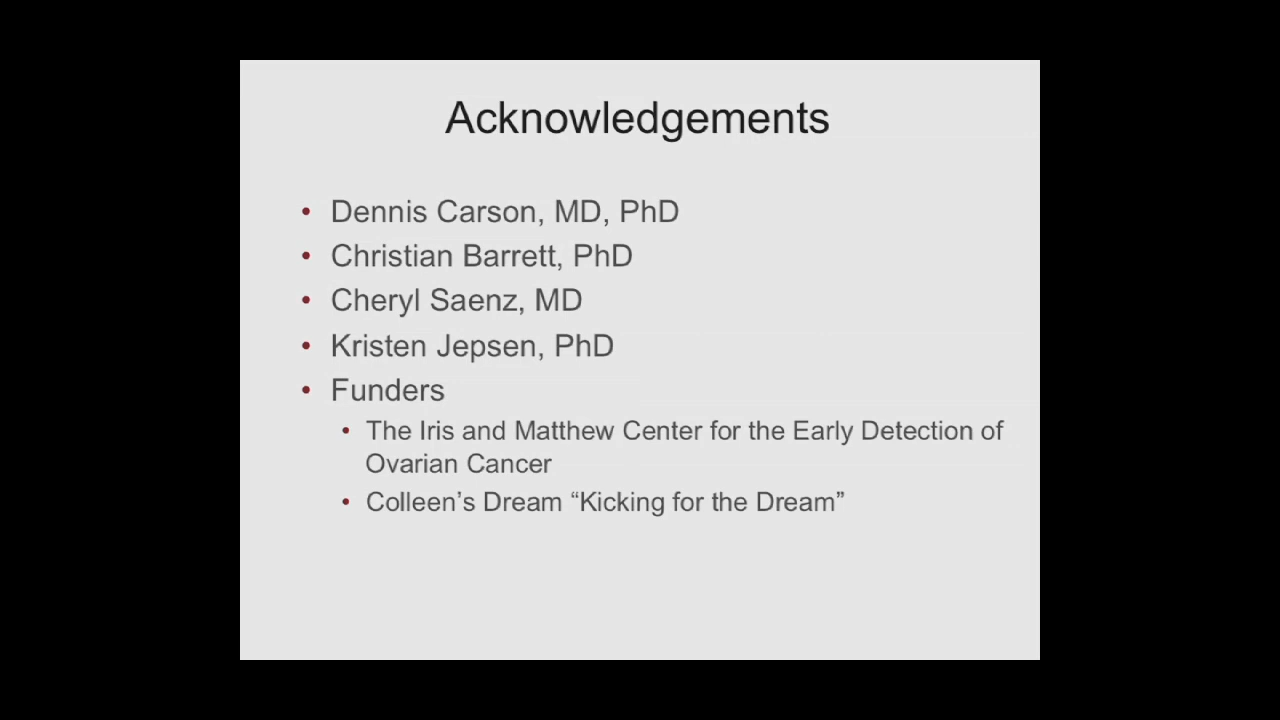 Acknowledgements
• Dennis Carson, MD, PhD
• Christian Barrett, PhD
• Cheryl Saenz, MD
• Kristen Jepsen, PhD
• Funders
• The Iris and Matthew Center for the Early Detection of
Ovarian Cancer
• Colleen’s Dream “Kicking for the Dream”